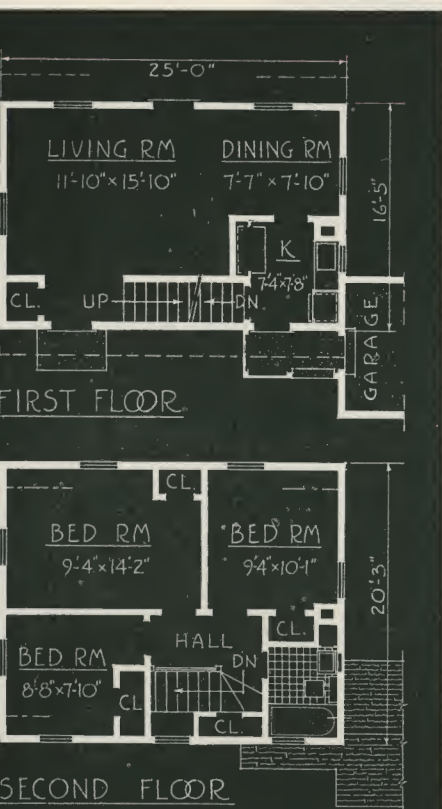 25'-0"
LIVING RM
11'-10"×15'-10"
DINING RM
7'-7"×7'-10"
16'-5"
K
7'-4×7'-8"
CL.
UP
DN
GARAGE
FIRST FLOOR
CL.
BED RM
9'-4"×14'-2"
BED RM
9'-4"×10'-1"
20'-3"
CL.
HALL
BED RM
8'-8"×7'-10"
DN
CL
CL.
SECOND FLOOR